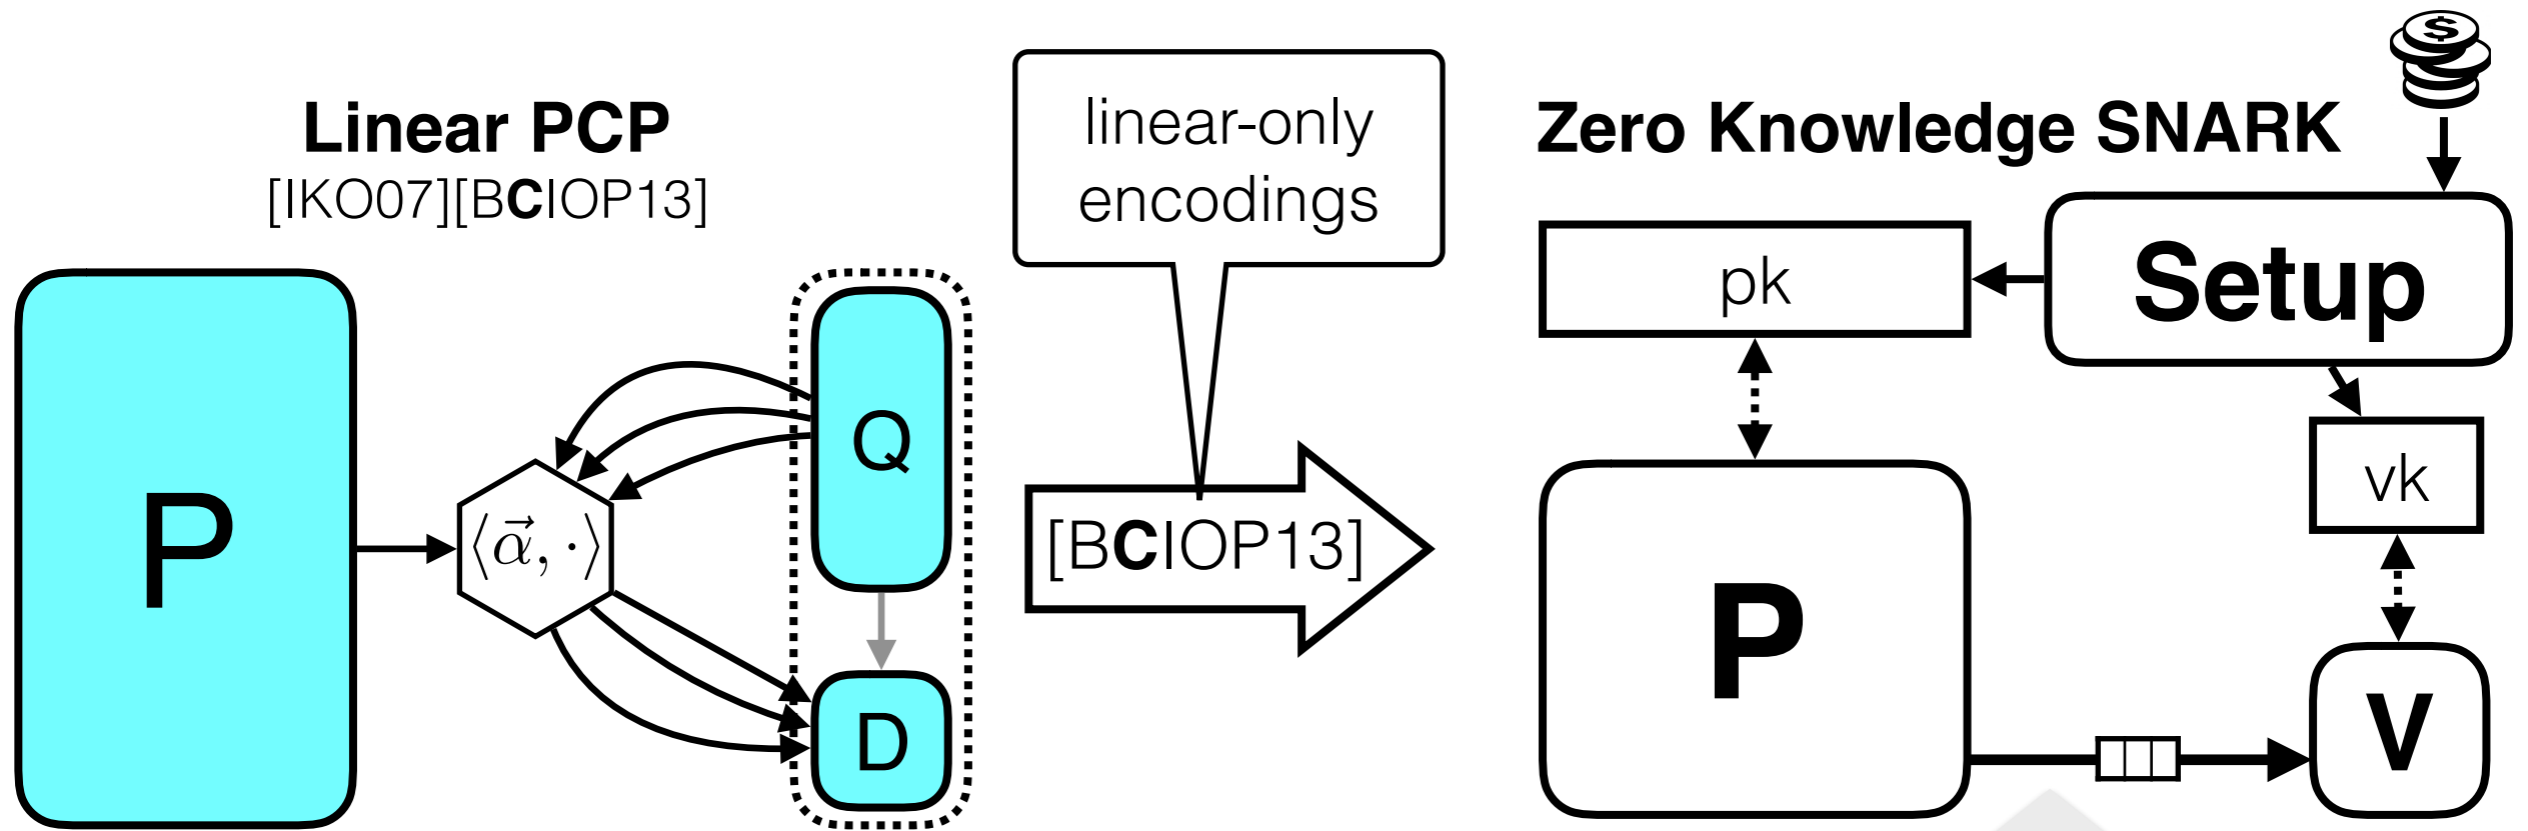 Linear PCP
[IKO07][BCIOP13]
P
⟨α⃗, ·⟩
Q
D
linear-only
encodings
[BCIOP13]
Zero Knowledge SNARK
$
Setup
pk
vk
P
V